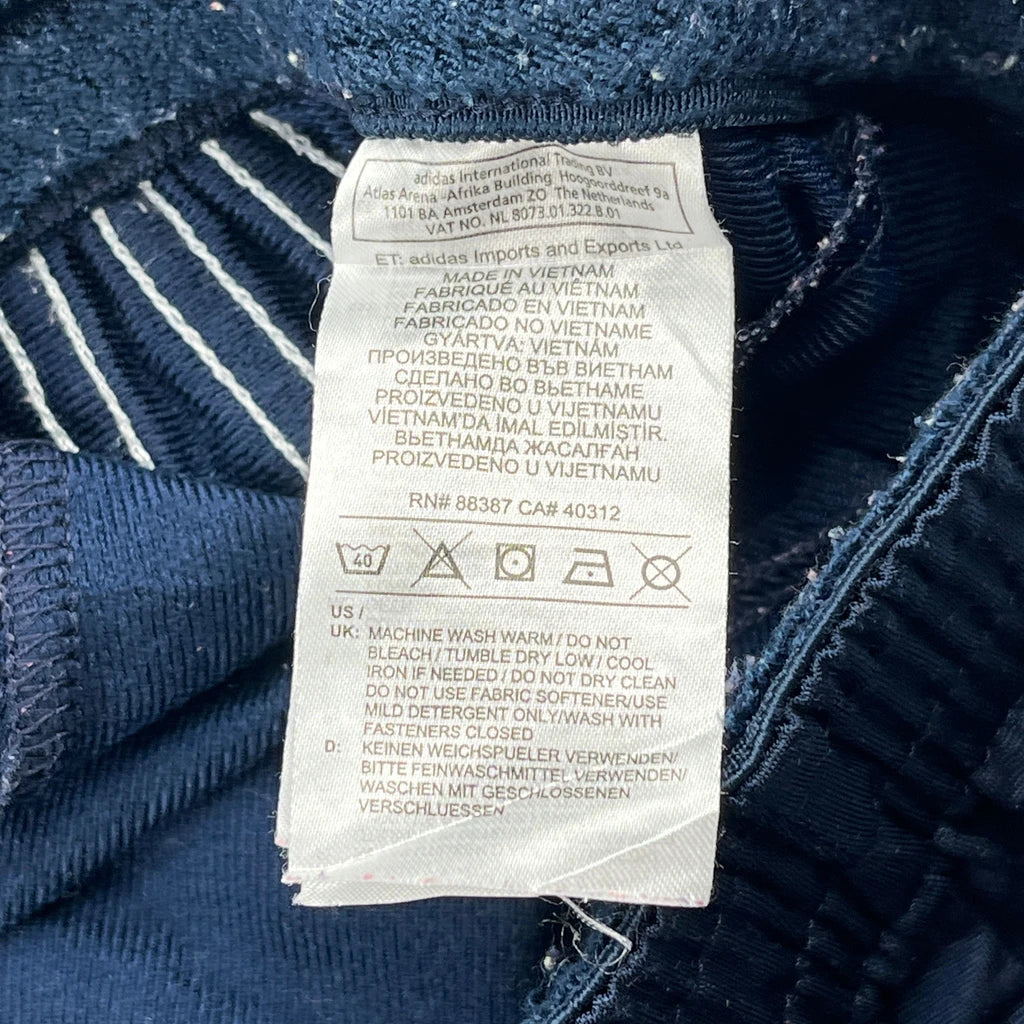 adidas International Trading BV
Atlas Arena -Afrika Building Hoogoorddreef 9a
1101 BA Amsterdam ZO The Netherlands
VAT NO. NL 8073.01.322.B.01
ET: adidas Imports and Exports Ltd
MADE IN VIETNAM
FABRIQUÉ AU VIÊTNAM
FABRICADO EN VIETNAM
FABRICADO NO VIETNAME
GYÁRTVA: VIETNÁM
ПРОИЗВЕДЕНО ВЪВ ВИЕТНАМ
СДЕЛАНО ВО ВЬЕТНАМЕ
PROIZVEDENO U VIJETNAMU
VİETNAM'DA İMAL EDİLMİŞTİR.
ВЬЕТНАМДА ЖАСАЛҒАН
PROIZVEDENO U VIJETNAMU
RN# 88387 CA# 40312
40
US /
UK: MACHINE WASH WARM / DO NOT
BLEACH / TUMBLE DRY LOW / COOL
IRON IF NEEDED / DO NOT DRY CLEAN
DO NOT USE FABRIC SOFTENER/USE
MILD DETERGENT ONLY/WASH WITH
FASTENERS CLOSED
D: KEINEN WEICHSPUELER VERWENDEN/
BITTE FEINWASCHMITTEL VERWENDEN/
WASCHEN MIT GESCHLOSSENEN
VERSCHLUESSEN